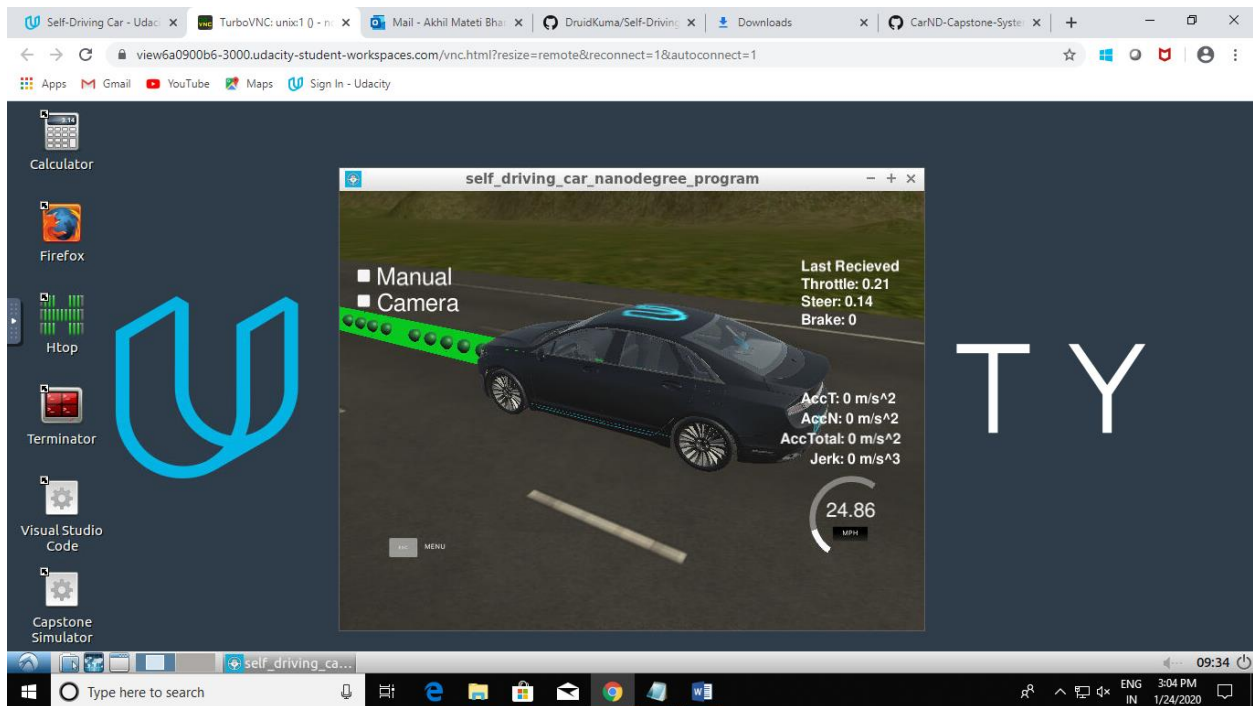 Self-Driving Car - Udaci
TurboVNC: unix:1 () - no
Mail - Akhil Mateti Bhar
DruidKuma/Self-Driving
Downloads
CarND-Capstone-Syste
view6a0900b6-3000.udacity-student-workspaces.com/vnc.html?resize=remote&reconnect=1&autoconnect=1
Apps
Gmail
YouTube
Maps
Sign In - Udacity
Calculator
Firefox
Htop
Terminator
Visual Studio
Code
Capstone
Simulator
self_driving_car_nanodegree_program
Manual
Camera
Last Recieved
Throttle: 0.21
Steer: 0.14
Brake: 0
AccT: 0 m/s^2
AccN: 0 m/s^2
AccTotal: 0 m/s^2
Jerk: 0 m/s^3
24.86
MPH
ESC MENU
T Y
self_driving_ca...
09:34
Type here to search
ENG
IN
3:04 PM
1/24/2020